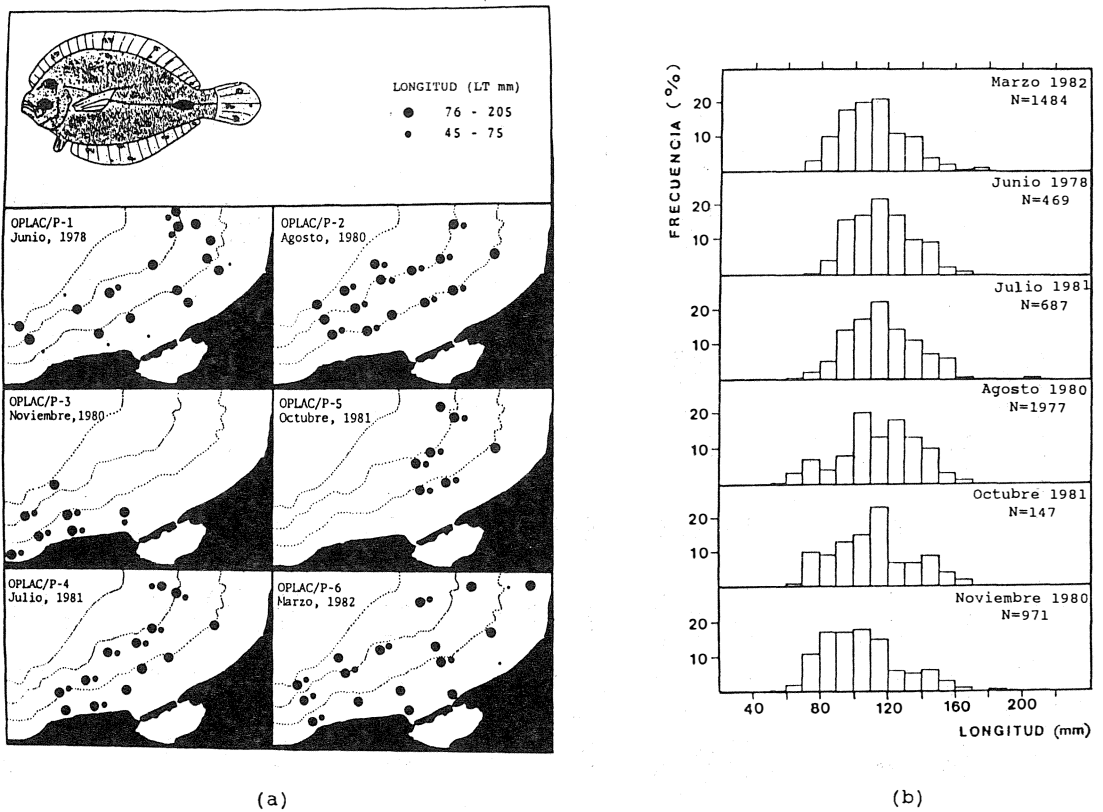 LONGITUD (LT mm)
76 - 205
45 - 75
OPLAC/P-1
Junio, 1978
OPLAC/P-2
Agosto, 1980
OPLAC/P-3
Noviembre,1980
OPLAC/P-5
Octubre, 1981
OPLAC/P-4
Julio, 1981
OPLAC/P-6
Marzo, 1982
(a)
FRECUENCIA (%)
Marzo 1982
N=1484
20
10
Junio 1978
N=469
20
10
Julio 1981
N=687
20
10
Agosto 1980
N=1977
20
10
Octubre 1981
N=147
20
10
Noviembre 1980
N=971
20
10
40 80 120 160 200
LONGITUD (mm)
(b)